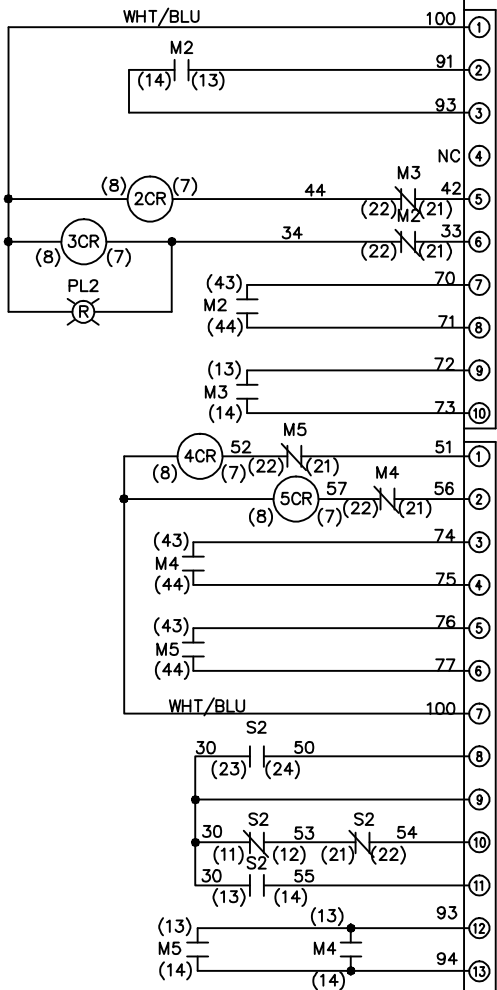 WHT/BLU 100 1
M2
91 2
(14) (13)
93 3
NC 4
(8) 2CR (7) 44 M3 42 5
(22) (21)
M2
3CR 34 33 6
(8) (7) (22) (21)
PL2
R
(43) 70 7
M2
(44) 71 8
(13) 72 9
M3
(14) 73 10
M5
4CR 52 51 1
(8) (7) (22) (21)
M4
5CR 57 56 2
(8) (7) (22) (21)
(43) 74 3
M4
(44) 75 4
(43) 76 5
M5
(44) 77 6
WHT/BLU 100 7
S2
30 50 8
(23) (24)
9
S2 S2
30 53 54 10
(11) (12) (21) (22)
S2
30 55 11
(13) (14)
(13) (13) 93 12
M5 M4
94 13
(14) (14)